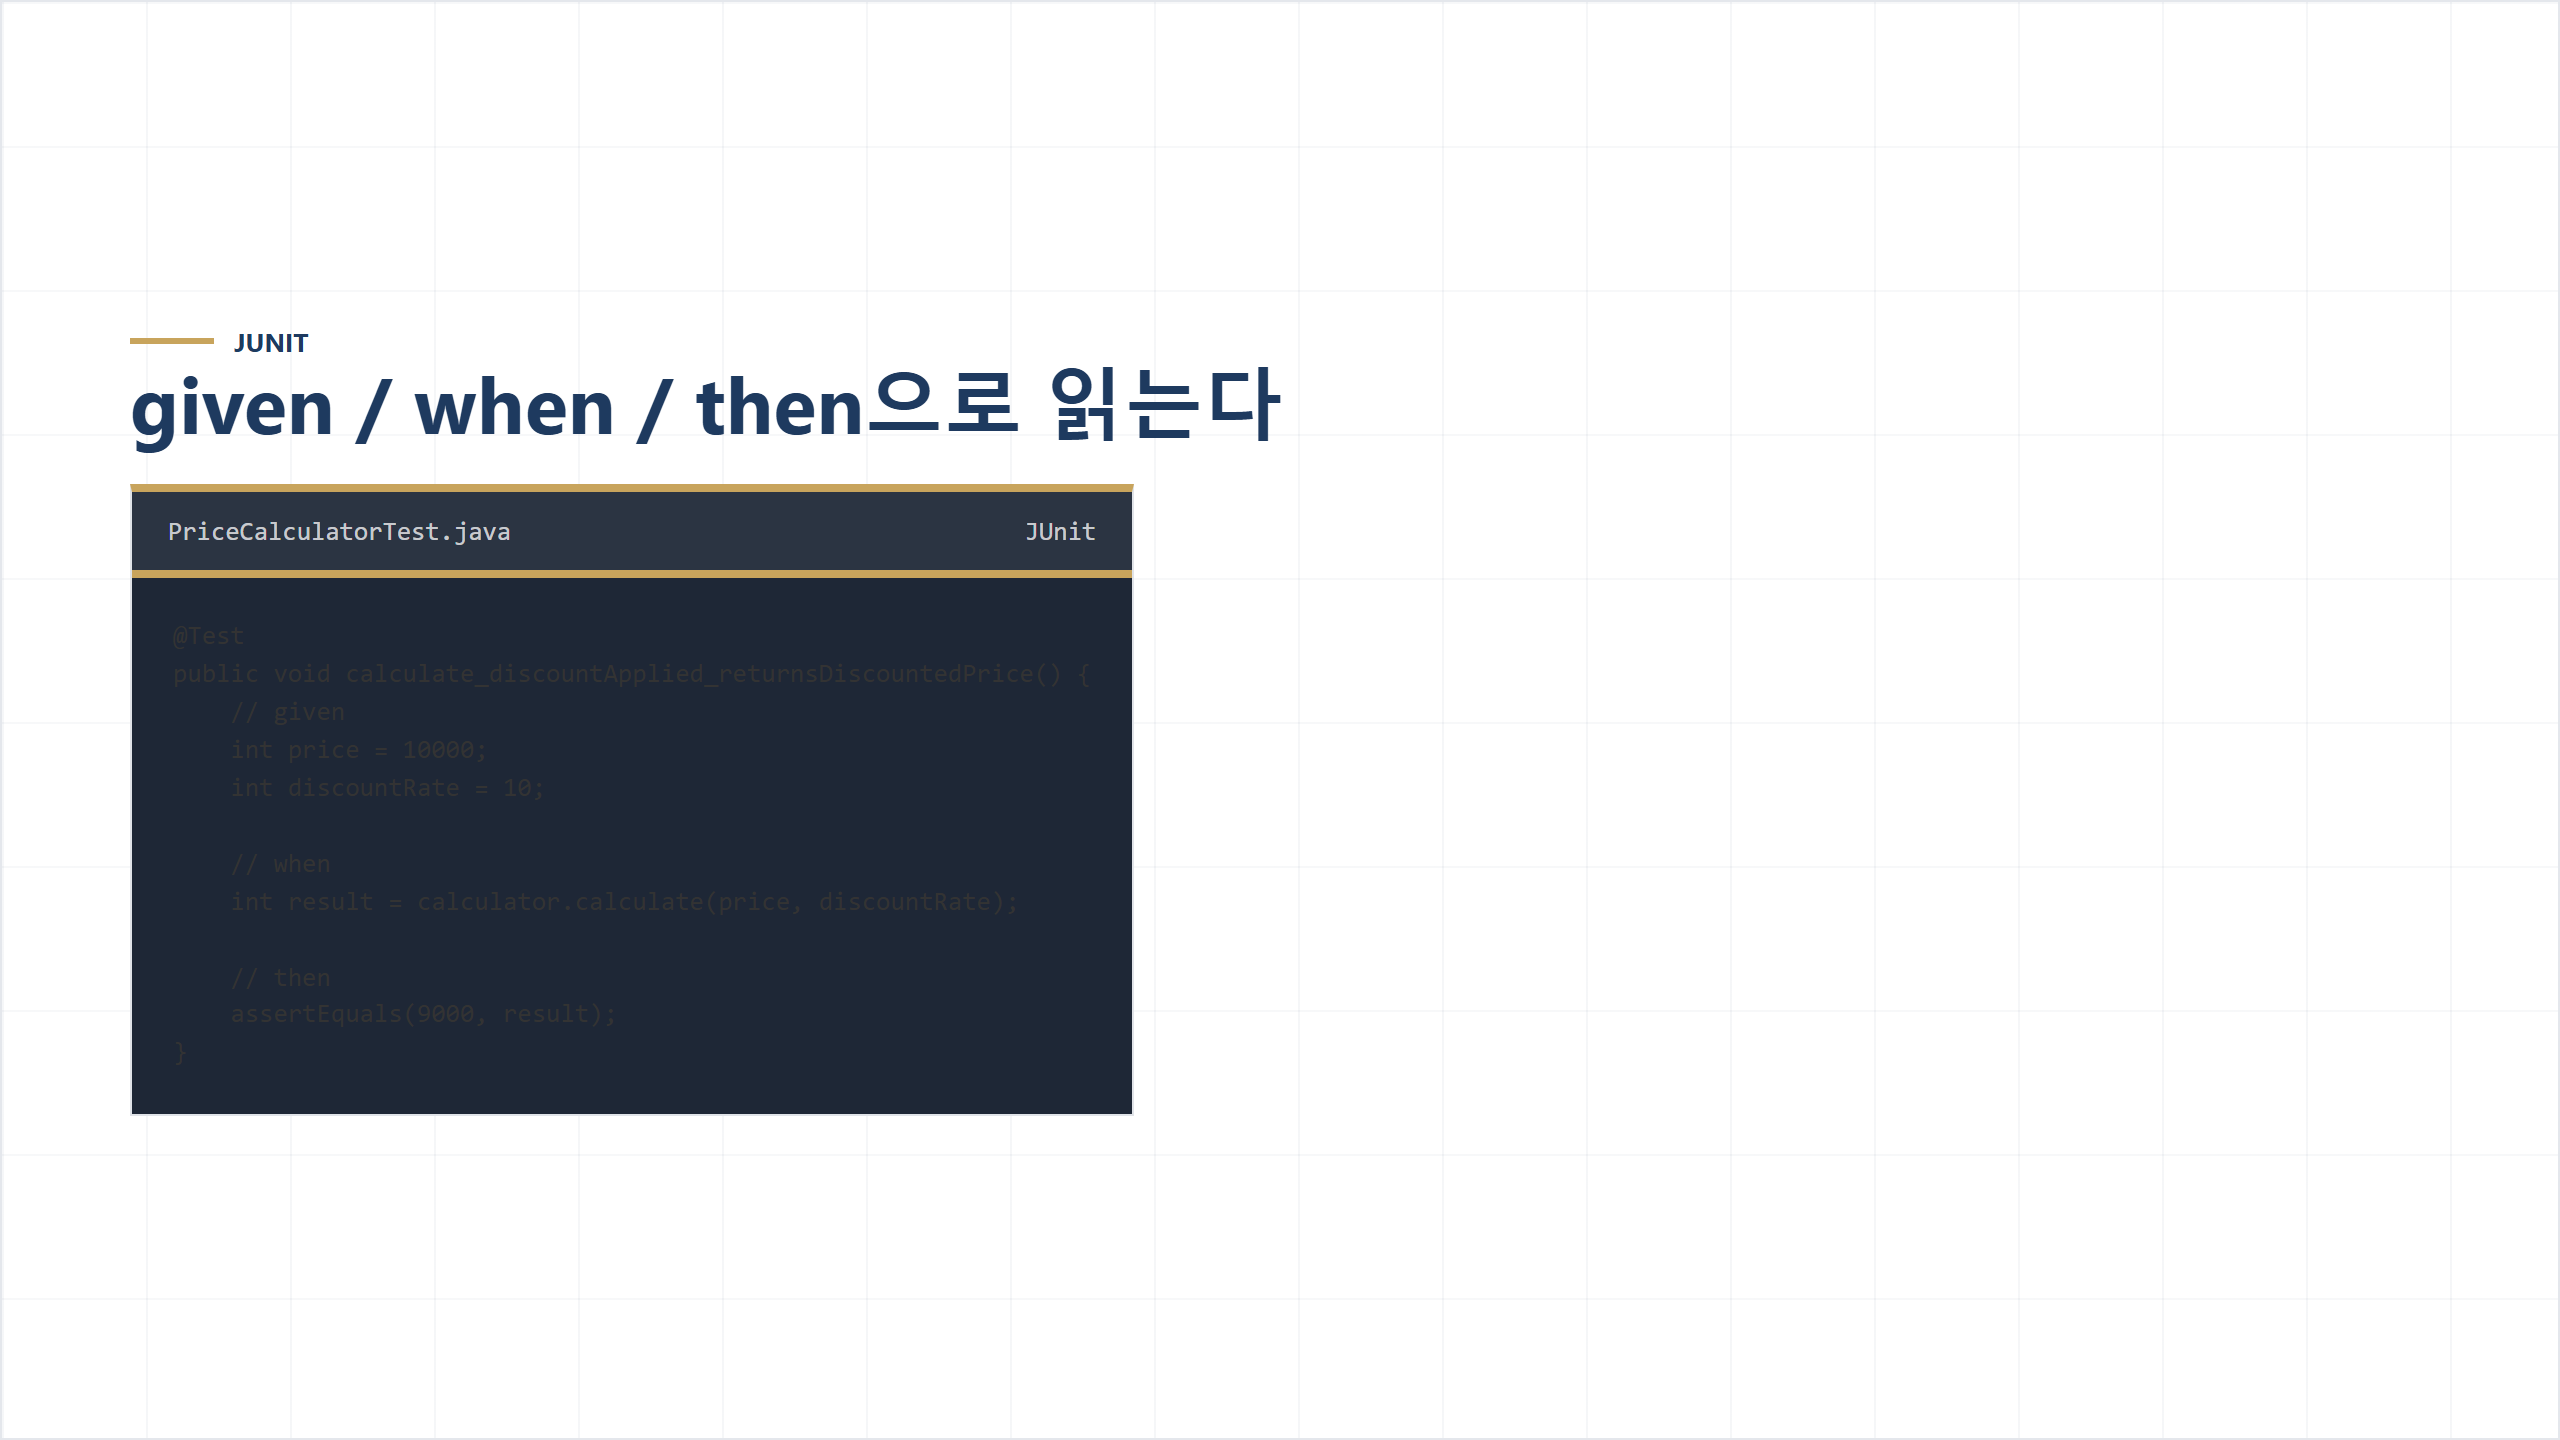 JUNIT
given / when / then으로 읽는다
PriceCalculatorTest.java JUnit
@Test
public void calculate_discountApplied_returnsDiscountedPrice() {
    // given
    int price = 10000;
    int discountRate = 10;

    // when
    int result = calculator.calculate(price, discountRate);

    // then
    assertEquals(9000, result);
}